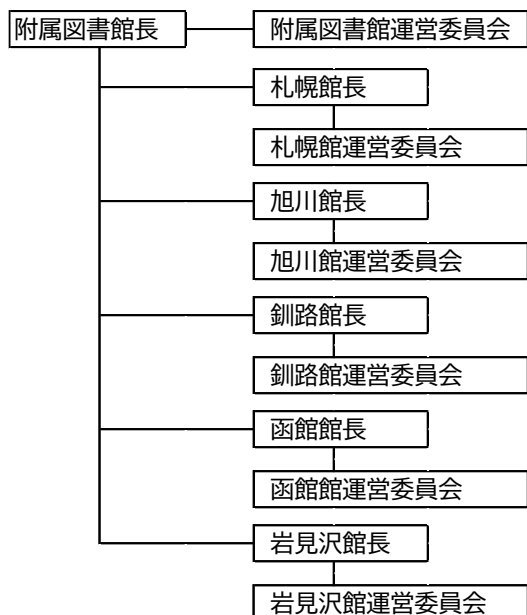 附属図書館長
附属図書館運営委員会
札幌館長
札幌館運営委員会
旭川館長
旭川館運営委員会
釧路館長
釧路館運営委員会
函館館長
函館館運営委員会
岩見沢館長
岩見沢館運営委員会